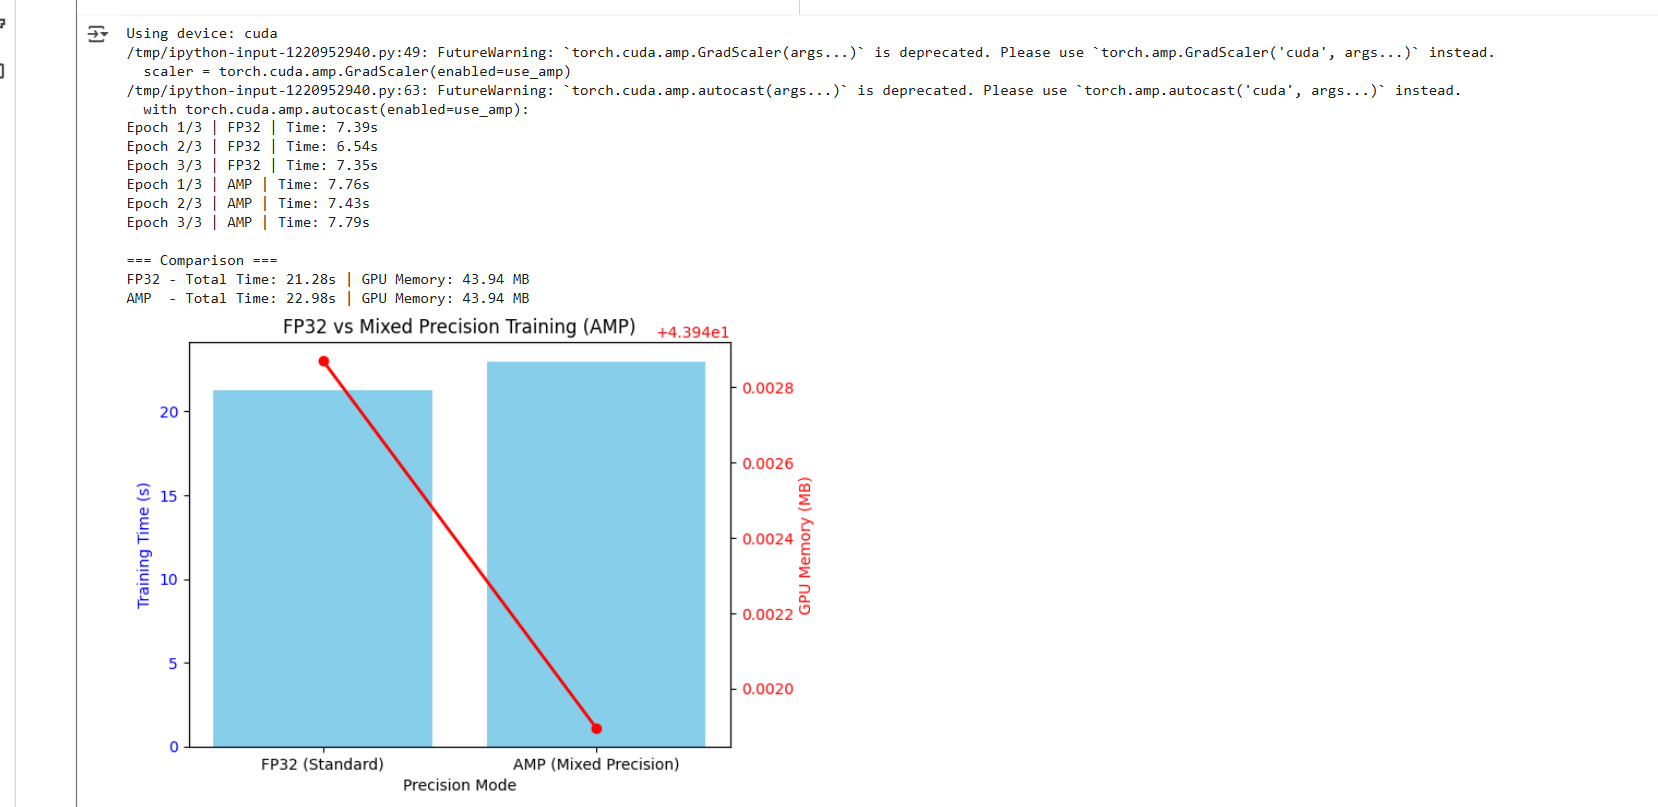 Using device: cuda
/tmp/ipython-input-1220952940.py:49: FutureWarning: `torch.cuda.amp.GradScaler(args...)` is deprecated. Please use `torch.amp.GradScaler('cuda', args...)` instead.
  scaler = torch.cuda.amp.GradScaler(enabled=use_amp)
/tmp/ipython-input-1220952940.py:63: FutureWarning: `torch.cuda.amp.autocast(args...)` is deprecated. Please use `torch.amp.autocast('cuda', args...)` instead.
  with torch.cuda.amp.autocast(enabled=use_amp):
Epoch 1/3 | FP32 | Time: 7.39s
Epoch 2/3 | FP32 | Time: 6.54s
Epoch 3/3 | FP32 | Time: 7.35s
Epoch 1/3 | AMP | Time: 7.76s
Epoch 2/3 | AMP | Time: 7.43s
Epoch 3/3 | AMP | Time: 7.79s
=== Comparison ===
FP32 - Total Time: 21.28s | GPU Memory: 43.94 MB
AMP  - Total Time: 22.98s | GPU Memory: 43.94 MB
FP32 vs Mixed Precision Training (AMP)
+4.394e1
Training Time (s)
20
15
10
5
0
0.0028
0.0026
0.0024
0.0022
0.0020
GPU Memory (MB)
FP32 (Standard)
AMP (Mixed Precision)
Precision Mode